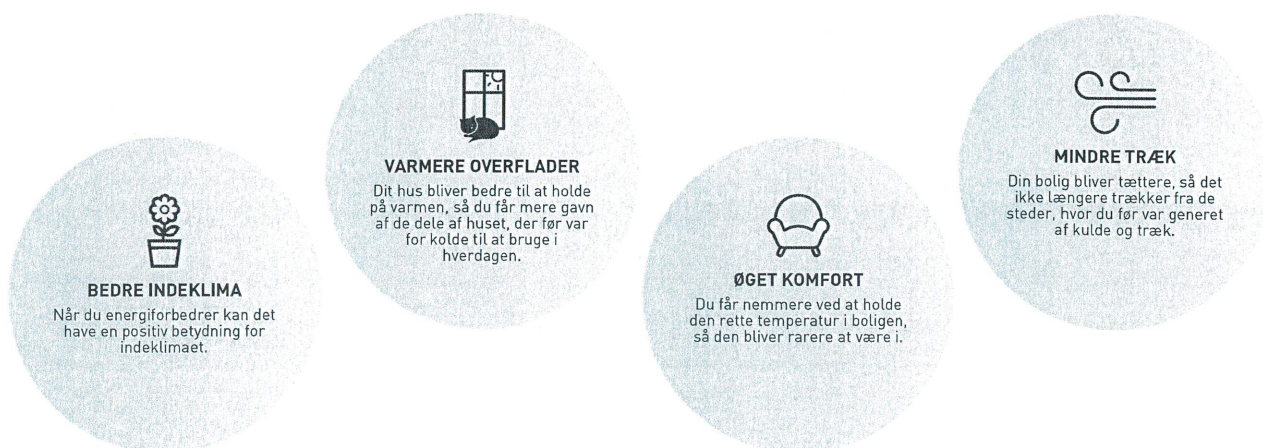 BEDRE INDEKLIMA
Når du energiforbedrer kan det
have en positiv betydning for
indeklimaet.
VARMERE OVERFLADER
Dit hus bliver bedre til at holde
på varmen, så du får mere gavn
af de dele af huset, der før var
for kolde til at bruge i
hverdagen.
ØGET KOMFORT
Du får nemmere ved at holde
den rette temperatur i boligen,
så den bliver rarere at være i.
MINDRE TRÆK
Din bolig bliver tættere, så det
ikke længere trækker fra de
steder, hvor du før var generet
af kulde og træk.